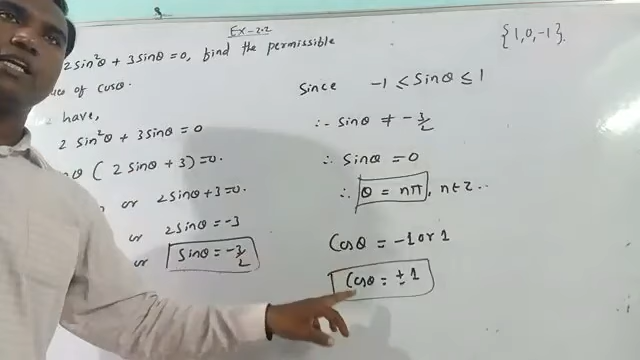 EX-2.2
2sin²θ + 3sinθ = 0, find the permissible
of cosθ.
have,
2 sin²θ + 3 sinθ = 0
(2 sinθ + 3) = 0.
or 2sinθ + 3 = 0.
or 2sinθ = -3
or sinθ = -3/2
{1, 0, -1}.
Since -1 ≤ sinθ ≤ 1
∴ sinθ ≠ -3/2
∴ sinθ = 0
∴ θ = nπ, n∈Z..
Cosθ = -1 or 1
Cosθ = ±1